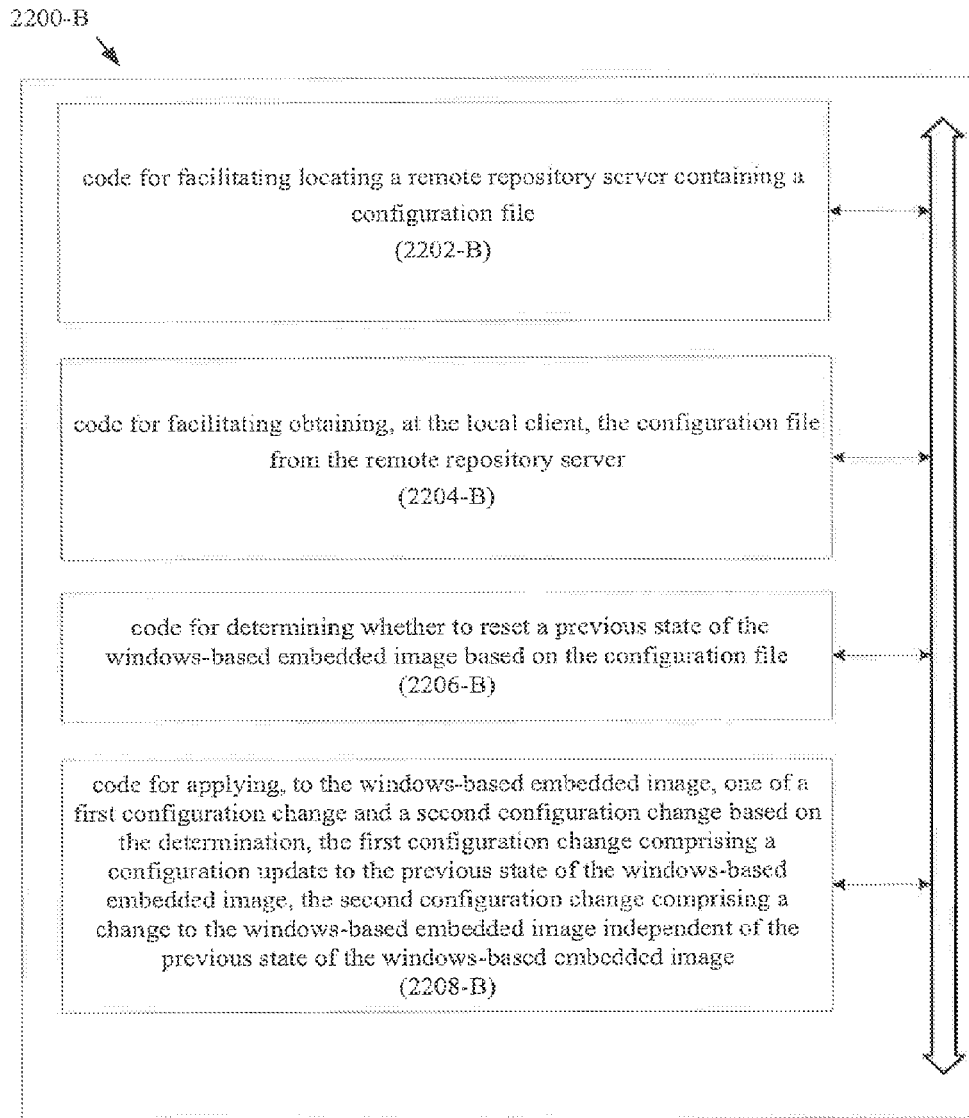 2200-B
code for facilitating locating a remote repository server containing a
configuration file
(2202-B)
code for facilitating obtaining, at the local client, the configuration file
from the remote repository server
(2204-B)
code for determining whether to reset a previous state of the
windows-based embedded image based on the configuration file
(2206-B)
code for applying, to the windows-based embedded image, one of a
first configuration change and a second configuration change based on
the determination, the first configuration change comprising a
configuration update to the previous state of the windows-based
embedded image, the second configuration change comprising a
change to the windows-based embedded image independent of the
previous state of the windows-based embedded image
(2208-B)